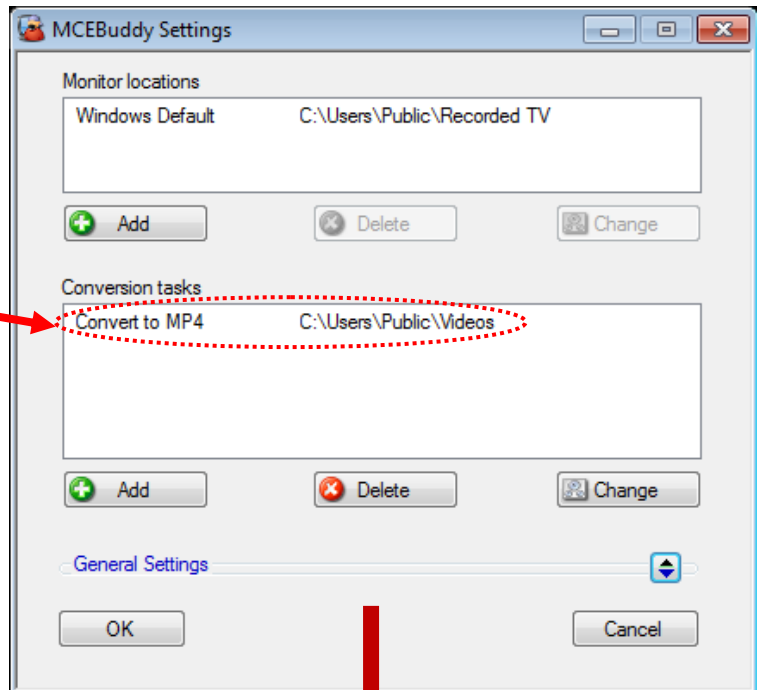 MCEBuddy Settings
Monitor locations
Windows Default C:\Users\Public\Recorded TV
Add Delete Change
Conversion tasks
Convert to MP4 C:\Users\Public\Videos
Add Delete Change
General Settings
OK Cancel